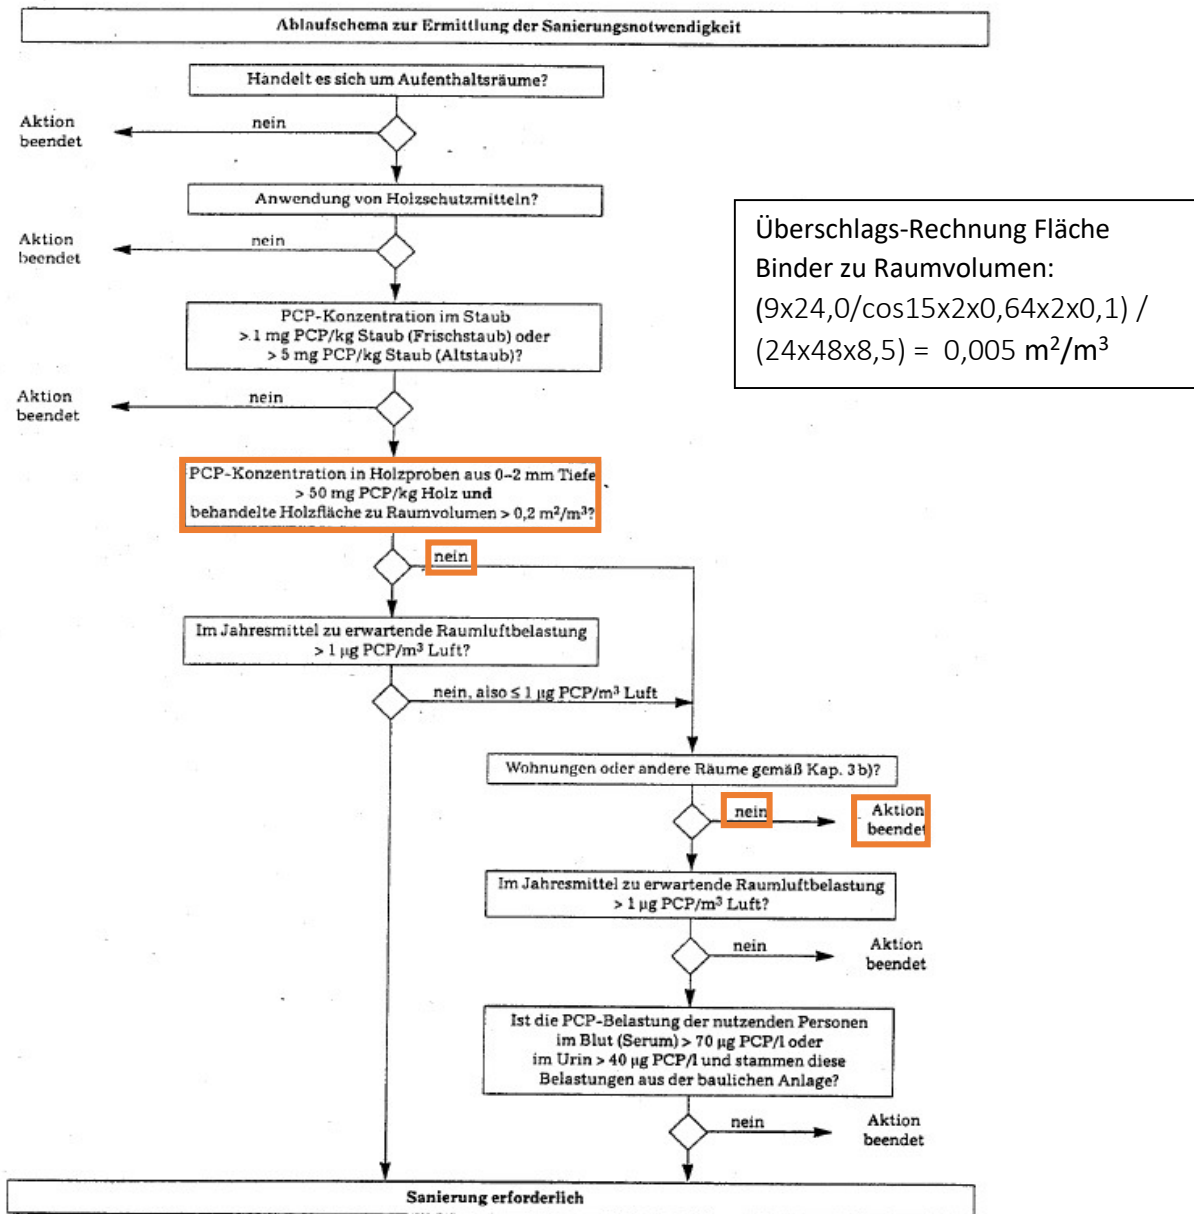 Ablaufschema zur Ermittlung der Sanierungsnotwendigkeit
Handelt es sich um Aufenthaltsräume?
nein
Aktion
beendet
Anwendung von Holzschutzmitteln?
nein
Aktion
beendet
Überschlags-Rechnung Fläche
Binder zu Raumvolumen:
(9x24,0/cos15x2x0,64x2x0,1) /
(24x48x8,5) = 0,005 m²/m³
PCP-Konzentration im Staub
> 1 mg PCP/kg Staub (Frischstaub) oder
> 5 mg PCP/kg Staub (Altstaub)?
nein
Aktion
beendet
PCP-Konzentration in Holzproben aus 0–2 mm Tiefe
> 50 mg PCP/kg Holz und
behandelte Holzfläche zu Raumvolumen > 0,2 m²/m³?
nein
Im Jahresmittel zu erwartende Raumluftbelastung
> 1 µg PCP/m³ Luft?
nein, also ≤ 1 µg PCP/m³ Luft
Wohnungen oder andere Räume gemäß Kap. 3 b)?
nein
Aktion
beendet
Im Jahresmittel zu erwartende Raumluftbelastung
> 1 µg PCP/m³ Luft?
nein
Aktion
beendet
Ist die PCP-Belastung der nutzenden Personen
im Blut (Serum) > 70 µg PCP/l oder
im Urin > 40 µg PCP/l und stammen diese
Belastungen aus der baulichen Anlage?
nein
Aktion
beendet
Sanierung erforderlich